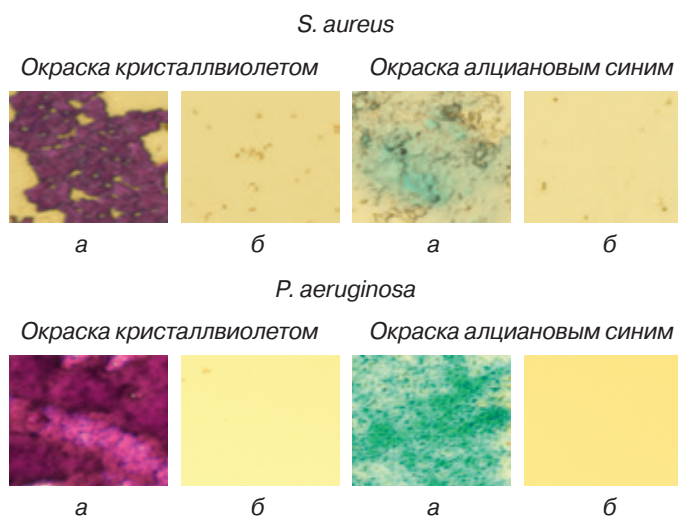 S. aureus
Окраска кристаллвиолетом Окраска алциановым синим
а б а б
P. aeruginosa
Окраска кристаллвиолетом Окраска алциановым синим
а б а б